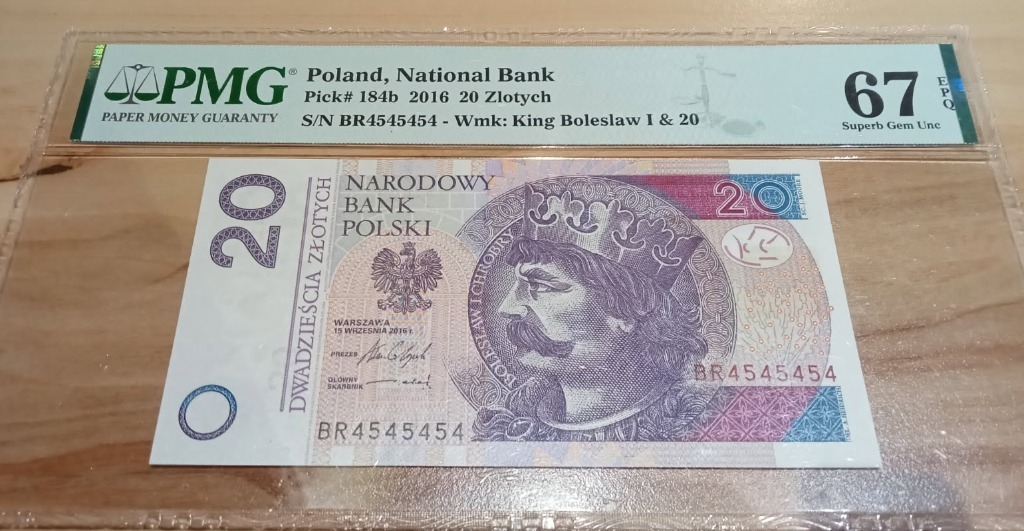 PMG®
PAPER MONEY GUARANTY
Poland, National Bank
Pick# 184b 2016 20 Zlotych
S/N BR4545454 - Wmk: King Boleslaw I & 20
67
EPQ
Superb Gem Unc
20
DWADZIEŚCIA ZŁOTYCH
NARODOWY
BANK
POLSKI
WARSZAWA
15 WRZEŚNIA 2016 r.
PREZES
GŁÓWNY
SKARBNIK
BR4545454
BOLESŁAW I CHROBRY
20
BR4545454